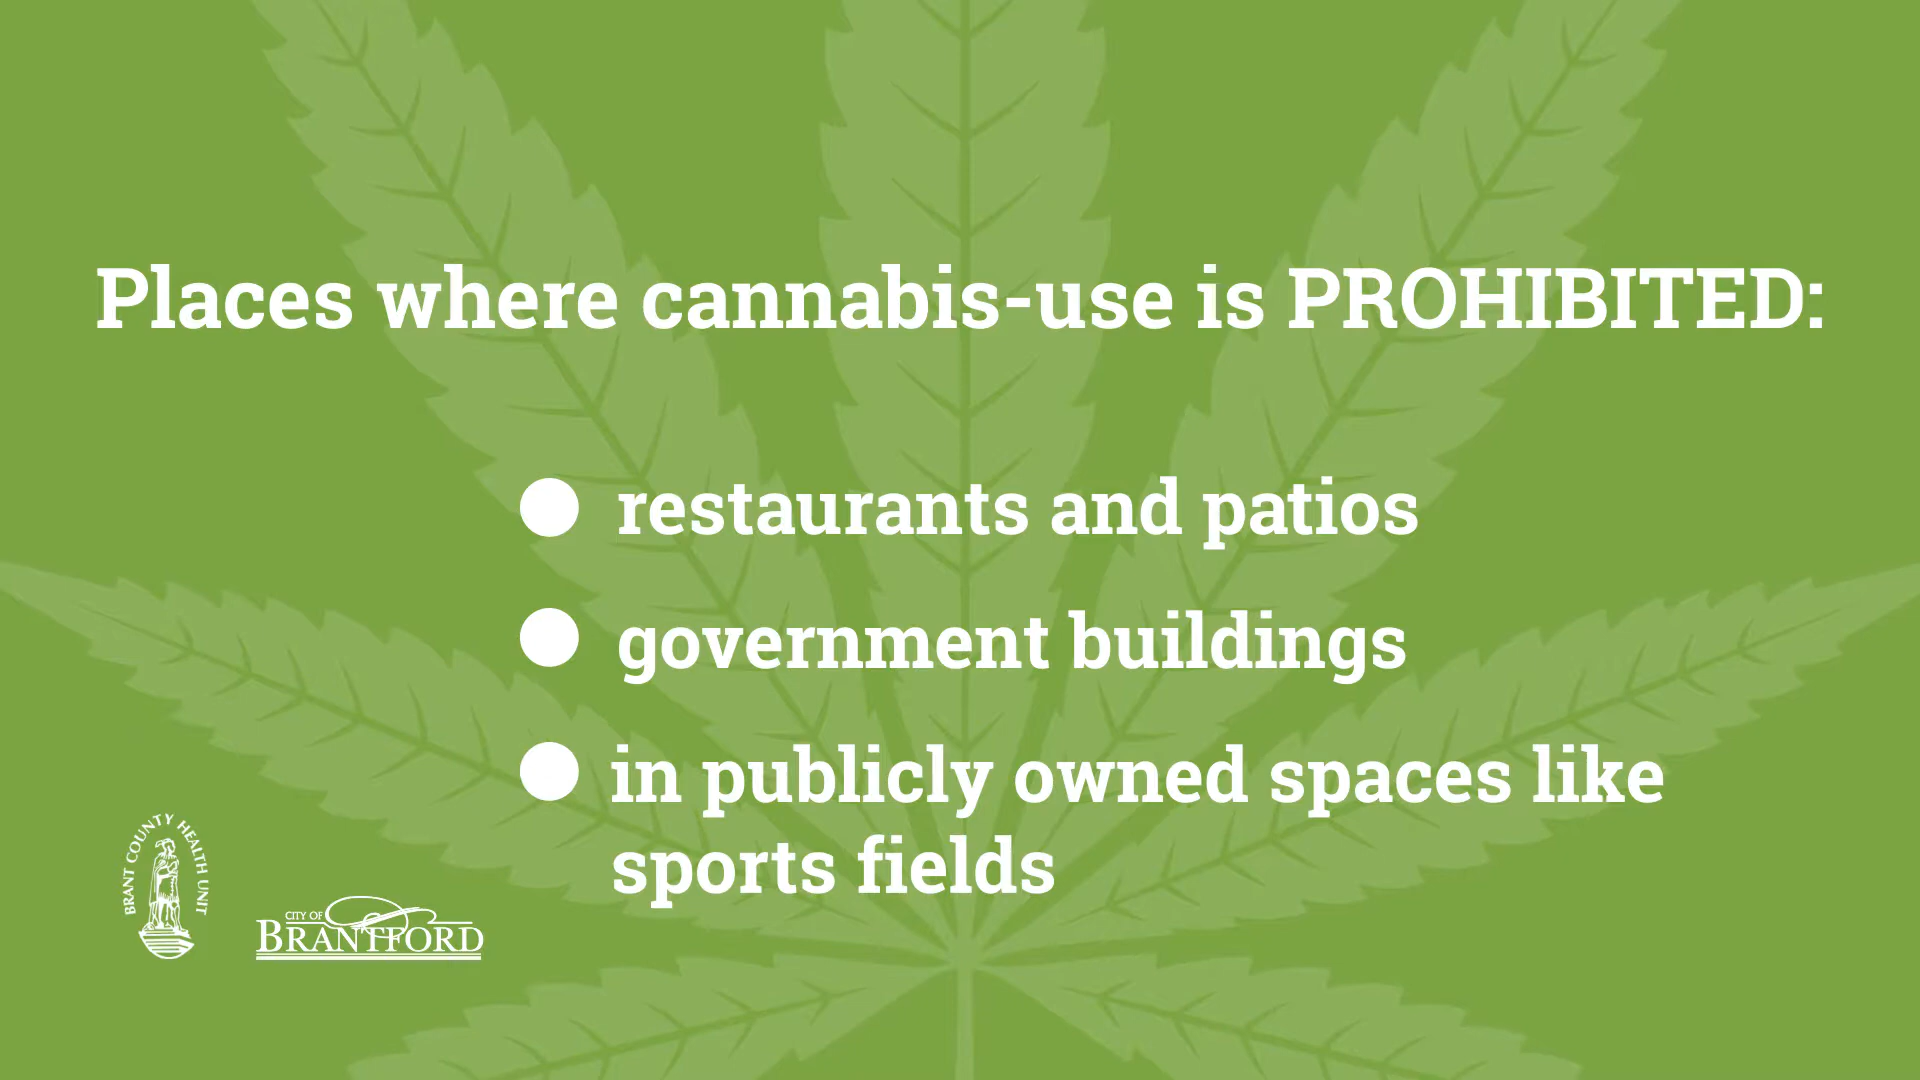 Places where cannabis-use is PROHIBITED:
restaurants and patios
government buildings
in publicly owned spaces like
sports fields
BRANT COUNTY HEALTH UNIT
CITY OF
BRANTFORD